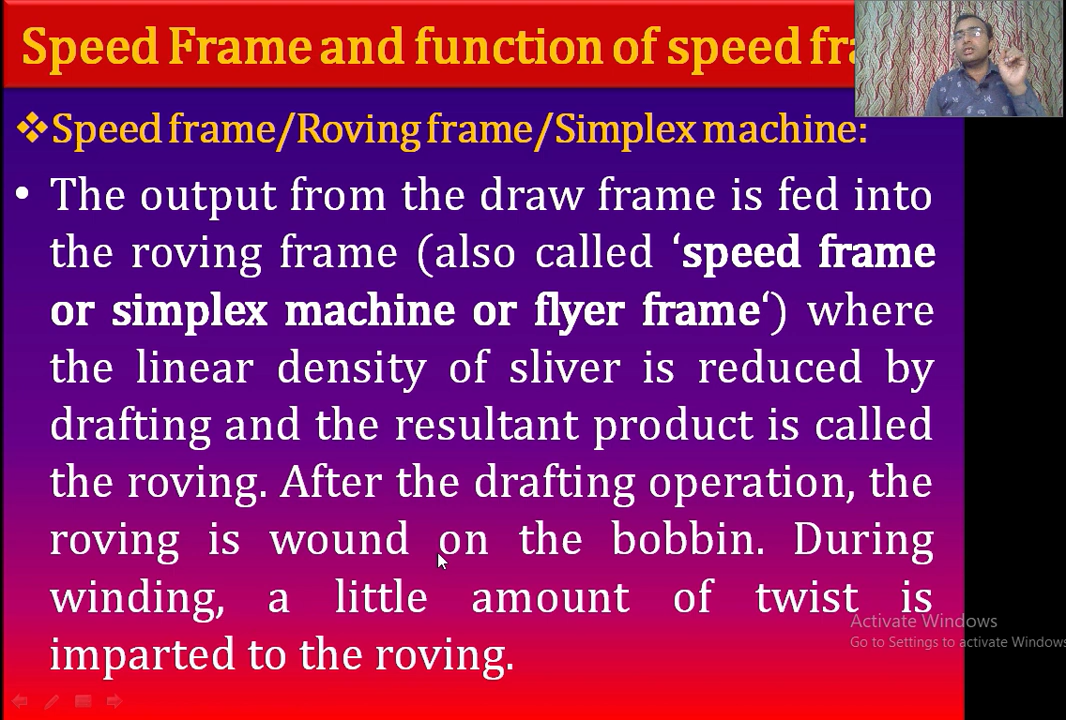 Speed Frame and function of speed fra
❖Speed frame/Roving frame/Simplex machine:
• The output from the draw frame is fed into
the roving frame (also called ‘speed frame
or simplex machine or flyer frame‘) where
the linear density of sliver is reduced by
drafting and the resultant product is called
the roving. After the drafting operation, the
roving is wound on the bobbin. During
winding, a little amount of twist is
imparted to the roving.
Activate Windows
Go to Settings to activate Windows